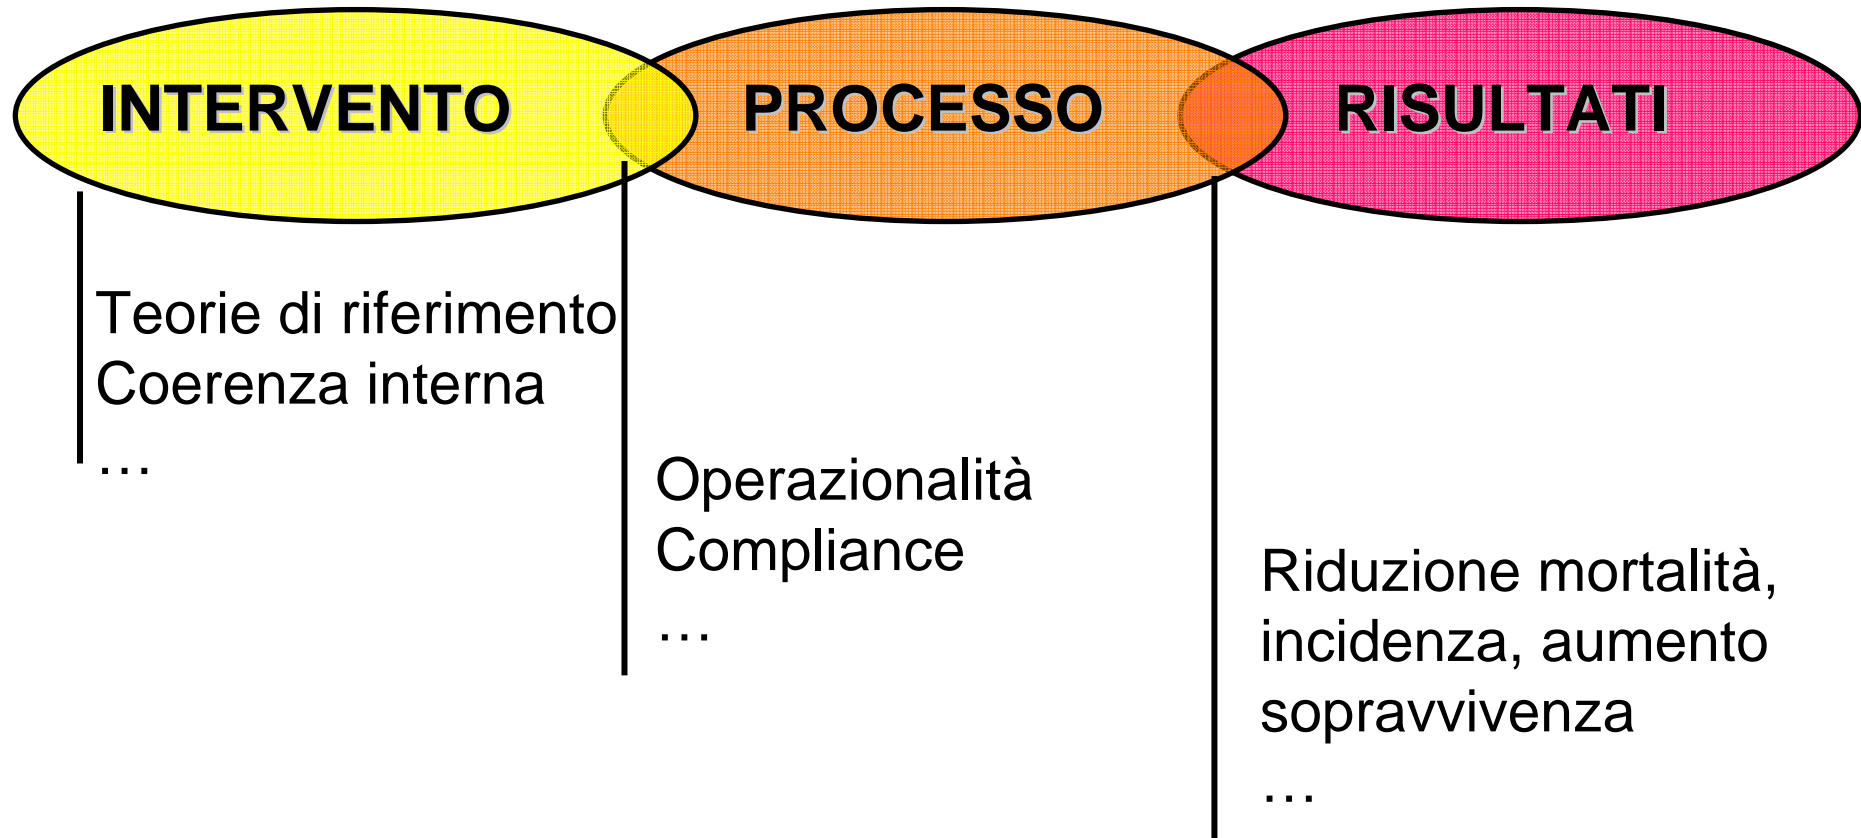 INTERVENTO
PROCESSO
RISULTATI
Teorie di riferimento
Coerenza interna
…
Operazionalità
Compliance
…
Riduzione mortalità,
incidenza, aumento
sopravvivenza
…